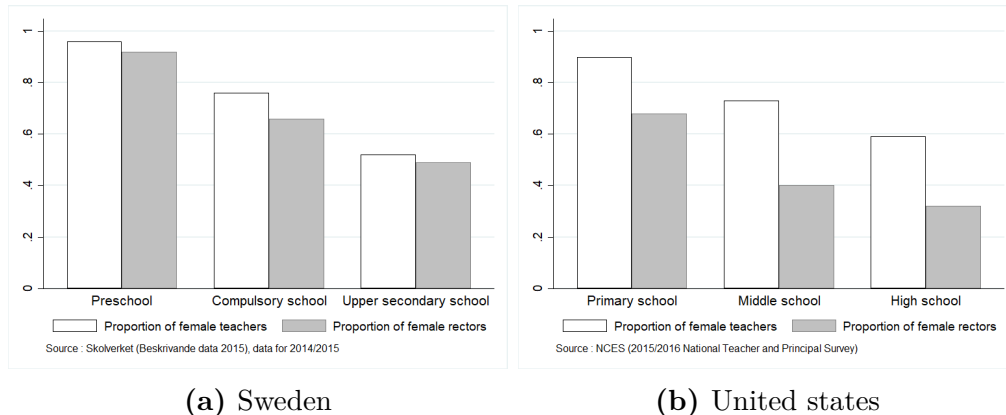 1
.8
.6
.4
.2
0
Preschool Compulsory school Upper secondary school
Proportion of female teachers Proportion of female rectors
Source : Skolverket (Beskrivande data 2015), data for 2014/2015
(a) Sweden
1
.8
.6
.4
.2
0
Primary school Middle school High school
Proportion of female teachers Proportion of female rectors
Source : NCES (2015/2016 National Teacher and Principal Survey)
(b) United states